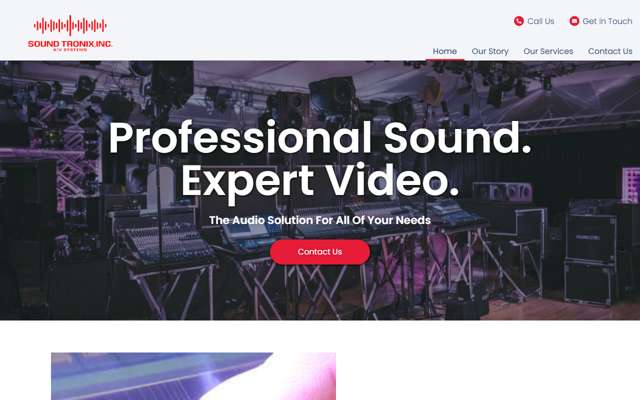 SOUND TRONIX,INC.
A/V SYSTEMS
Call Us
Get in Touch
Home
Our Story
Our Services
Contact Us
Professional Sound.
Expert Video.
The Audio Solution For All Of Your Needs
Contact Us